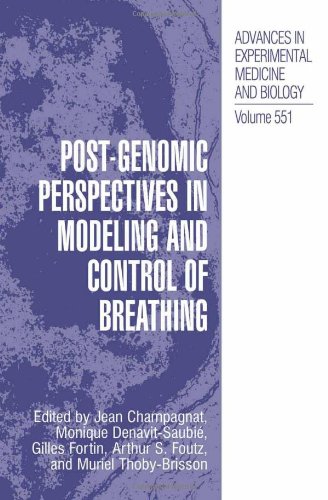 ADVANCES IN
EXPERIMENTAL
MEDICINE
AND BIOLOGY
Volume 551
POST-GENOMIC
PERSPECTIVES IN
MODELING AND
CONTROL OF
BREATHING
Edited by Jean Champagnat,
Monique Denavit-Saubié,
Gilles Fortin, Arthur S. Foutz,
and Muriel Thoby-Brisson